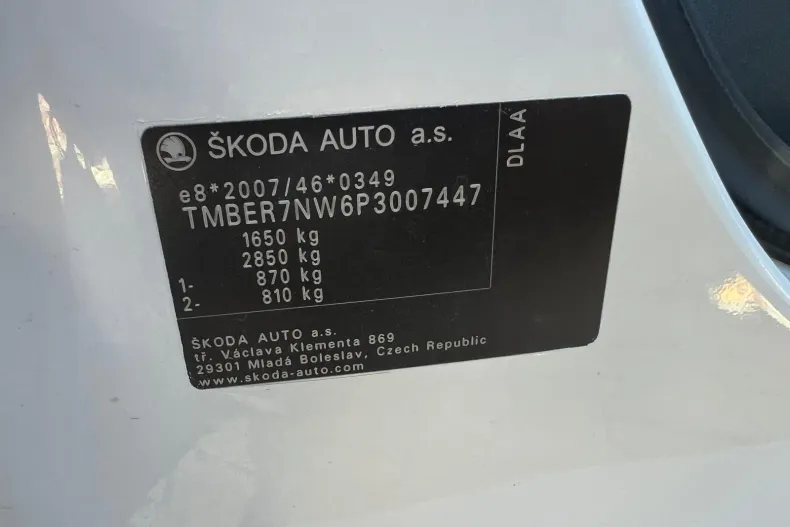 ŠKODA AUTO a.s.
DLAA
e8*2007/46*0349
TMBER7NW6P3007447
1650 kg
2850 kg
1- 870 kg
2- 810 kg
ŠKODA AUTO a.s.
tř. Václava Klementa 869
29301 Mladá Boleslav, Czech Republic
www.skoda-auto.com